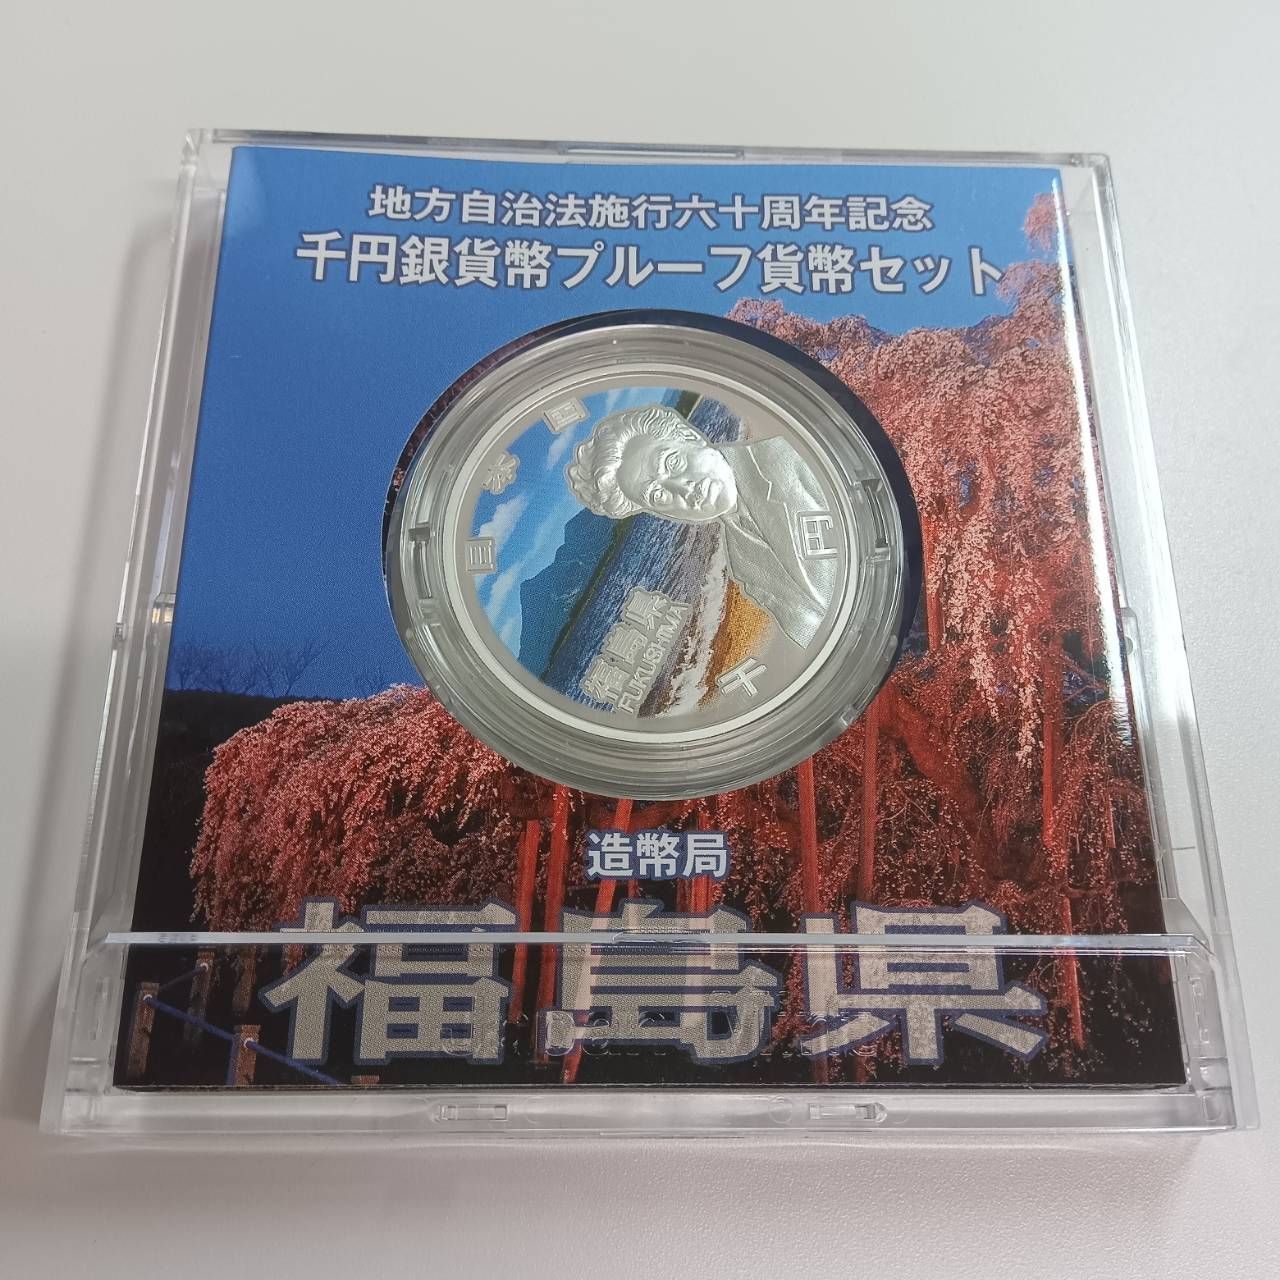 地方自治法施行六十周年記念
千円銀貨幣プルーフ貨幣セット
日本国
千円
福島県
FUKUSHIMA
造幣局
福島県
Japan Mint